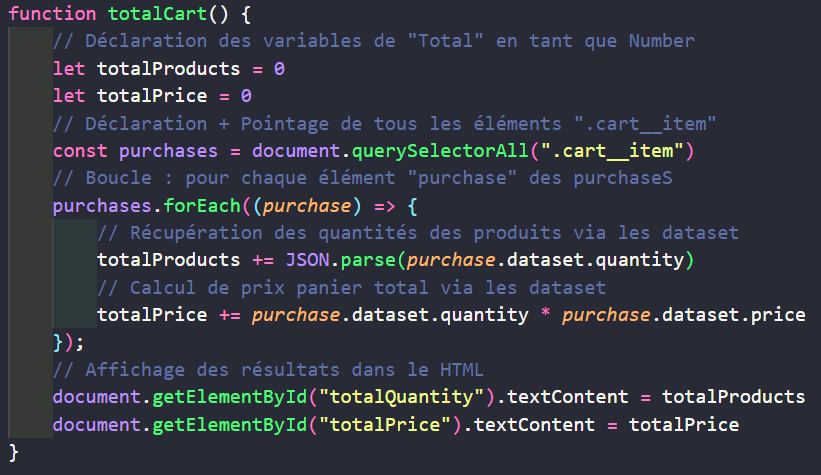 function totalCart() {
// Déclaration des variables de "Total" en tant que Number
let totalProducts = 0
let totalPrice = 0
// Déclaration + Pointage de tous les éléments ".cart__item"
const purchases = document.querySelectorAll(".cart__item")
// Boucle : pour chaque élément "purchase" des purchaseS
purchases.forEach((purchase) => {
// Récupération des quantités des produits via les dataset
totalProducts += JSON.parse(purchase.dataset.quantity)
// Calcul de prix panier total via les dataset
totalPrice += purchase.dataset.quantity * purchase.dataset.price
});
// Affichage des résultats dans le HTML
document.getElementById("totalQuantity").textContent = totalProducts
document.getElementById("totalPrice").textContent = totalPrice
}